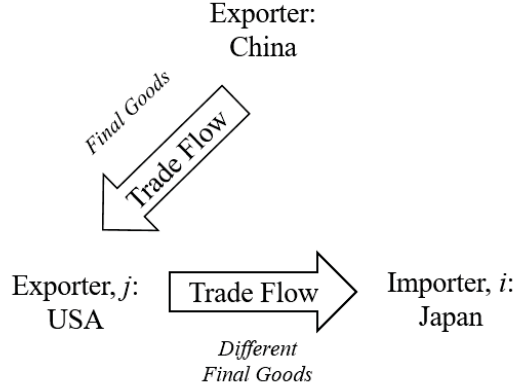 Exporter:
China
Final Goods
Trade Flow
Exporter, j:
USA
Trade Flow
Importer, i:
Japan
Different
Final Goods